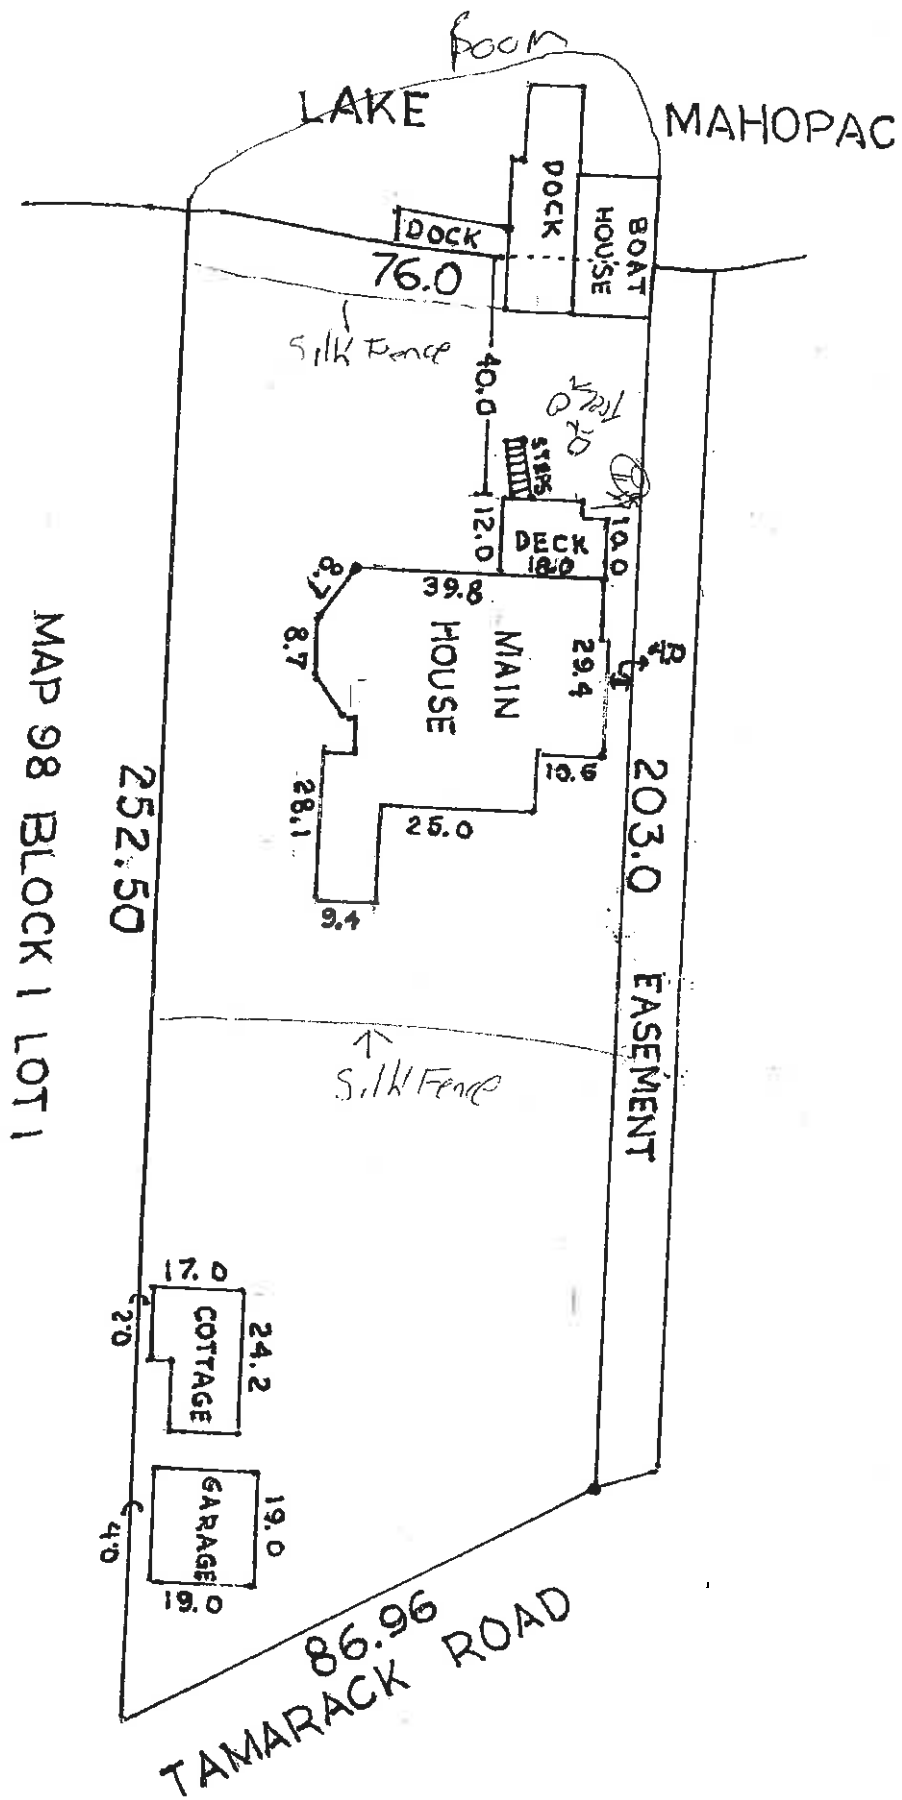 Boom
LAKE
MAHOPAC
DOCK
BOAT
HOUSE
DOCK
76.0
Silk Fence
40.0
Trees
STEPS
12.0
DECK
18.0
10.0
8.7
39.8
8.7
MAIN
HOUSE
29.4
10.6
28.1
25.0
9.4
203.0
EASEMENT
252.50
MAP 98 BLOCK 1 LOT 1
Silk Fence
17.0
2.0
COTTAGE
24.2
GARAGE
19.0
4.0
19.0
86.96
TAMARACK ROAD